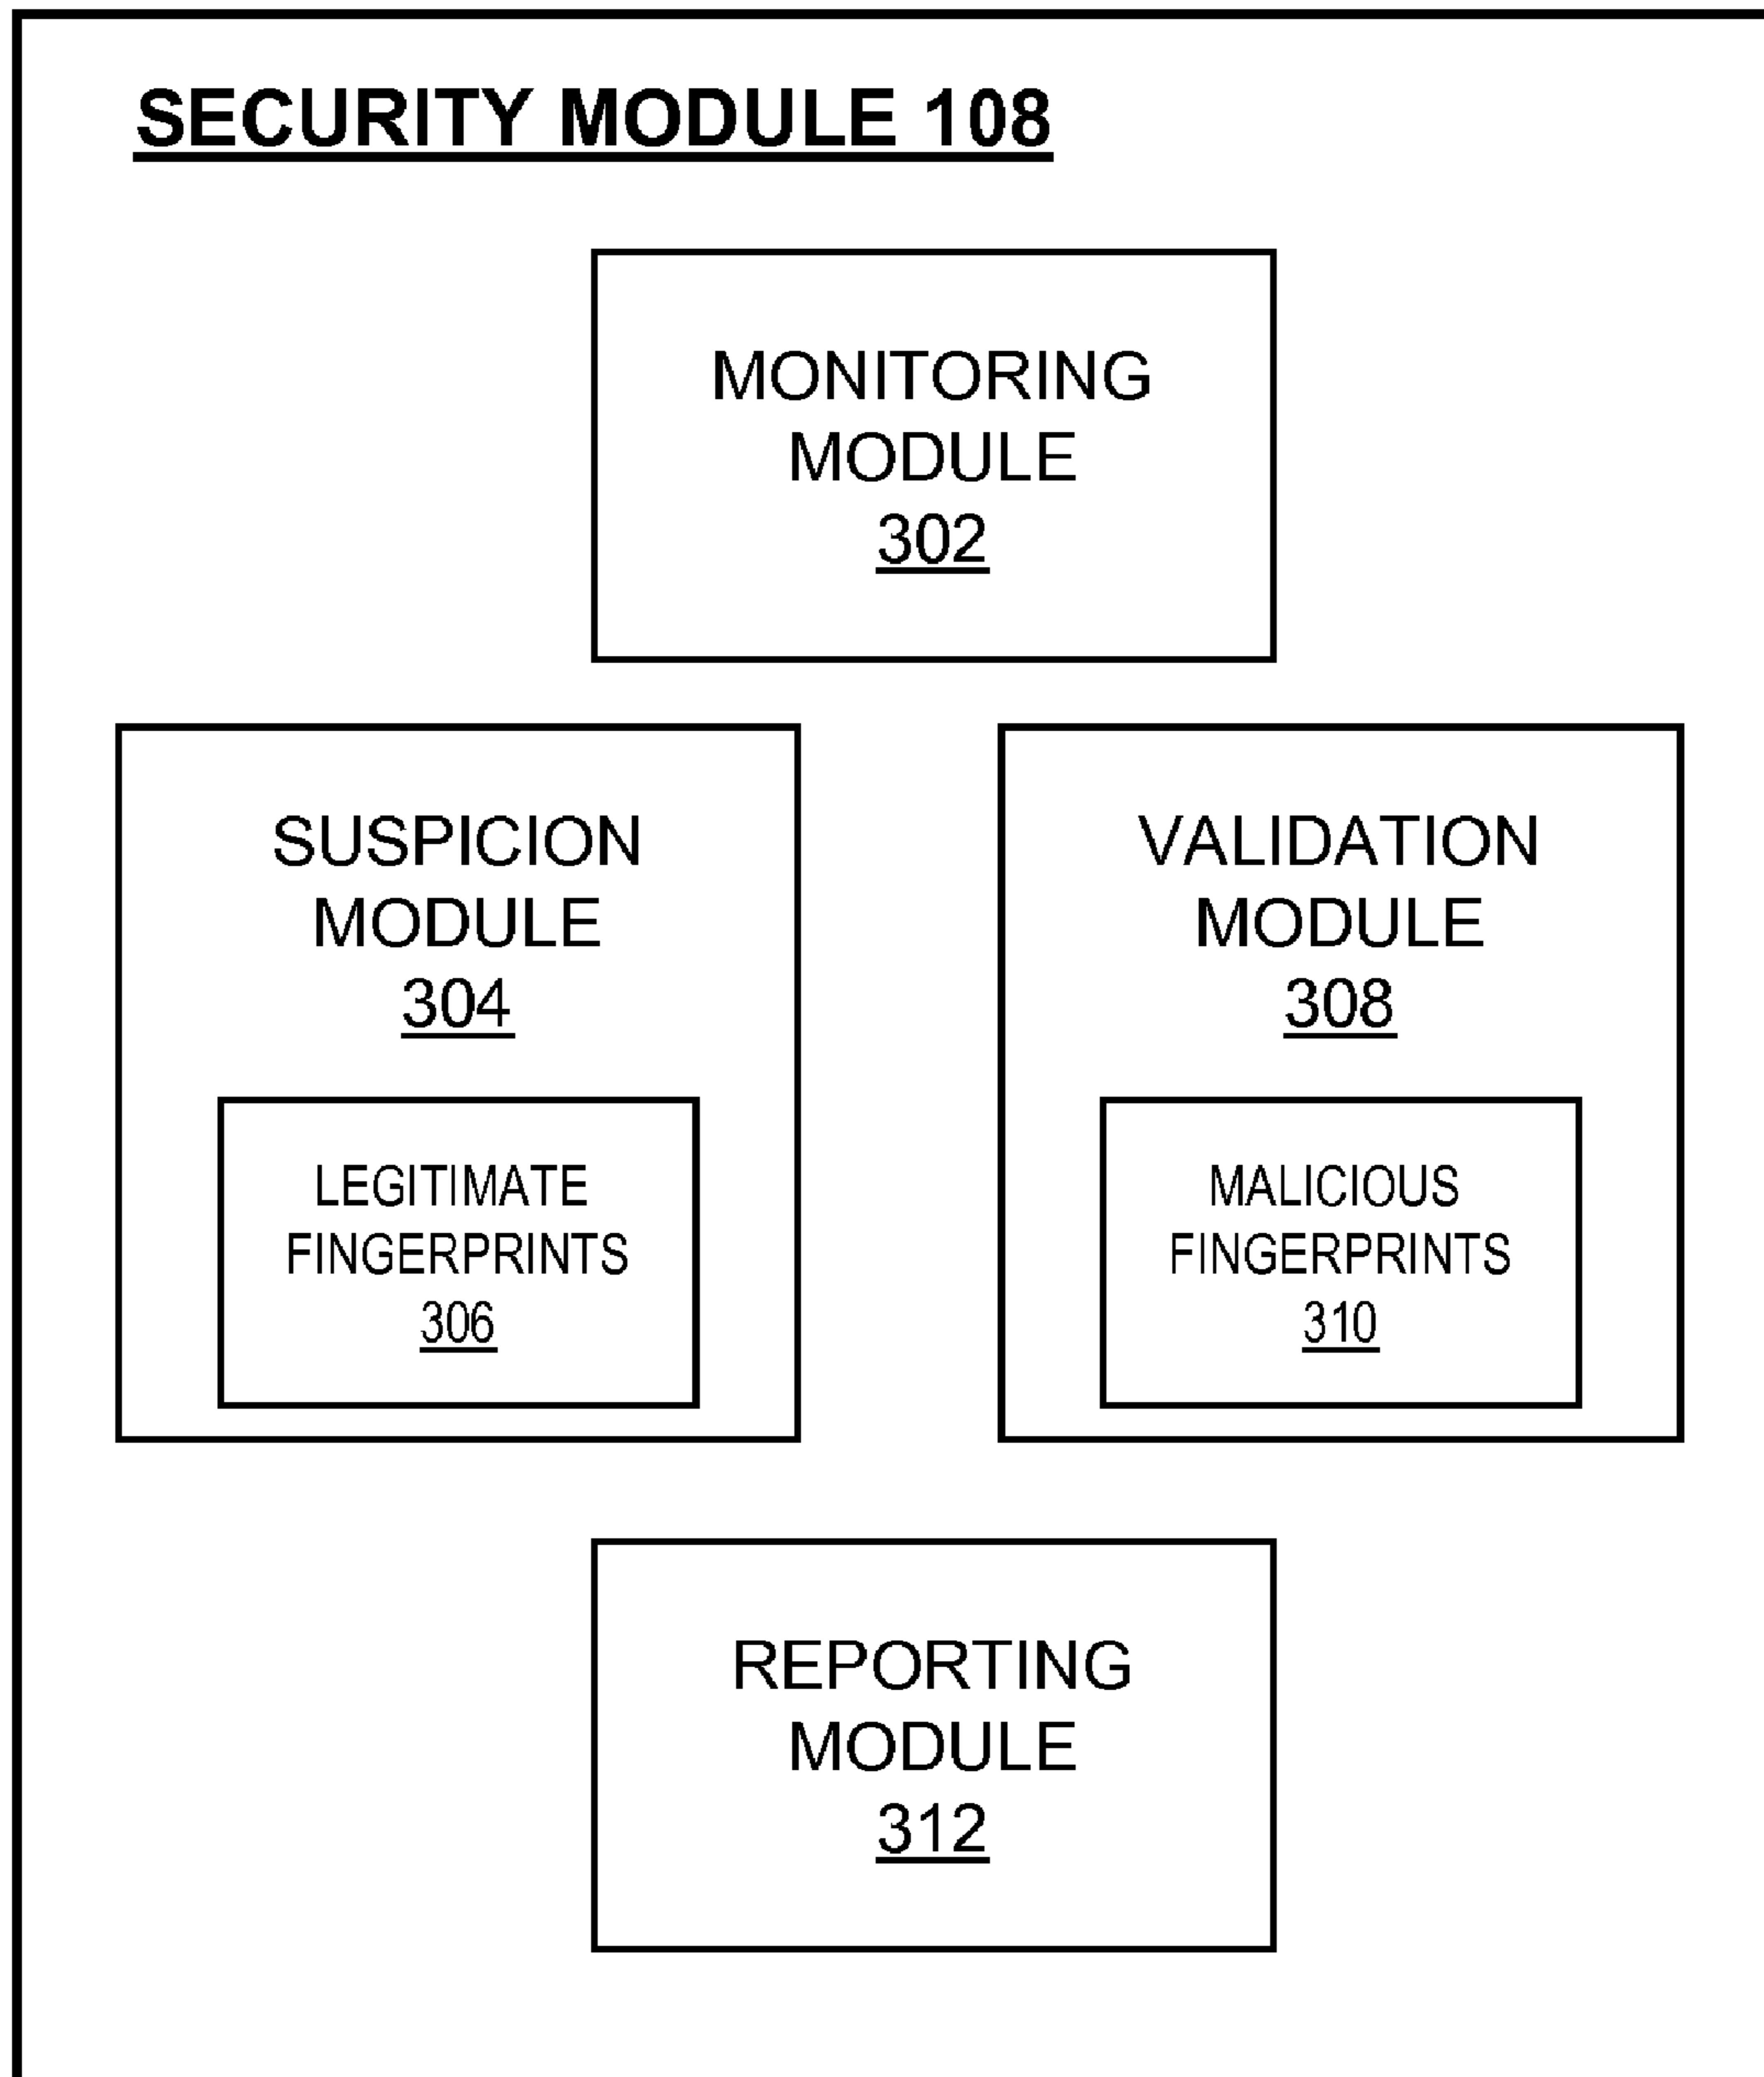 SECURITY MODULE 108
MONITORING
MODULE
302
SUSPICION
MODULE
304
LEGITIMATE
FINGERPRINTS
306
VALIDATION
MODULE
308
MALICIOUS
FINGERPRINTS
310
REPORTING
MODULE
312